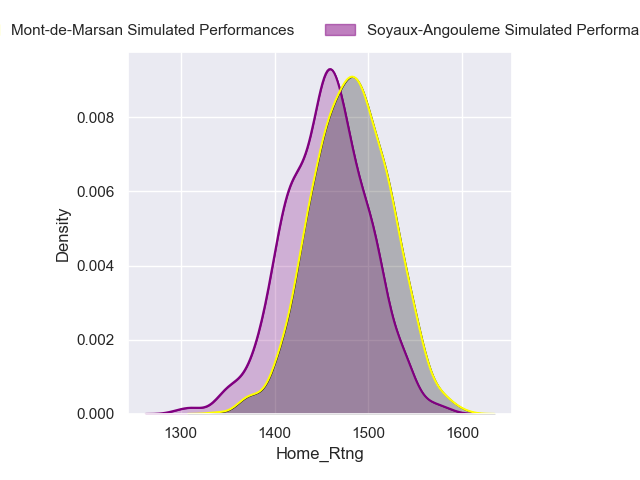 Mont-de-Marsan Simulated Performances Soyaux-Angouleme Simulated Performa
0.008
0.006
0.004
0.002
0.000
Density
1300 1400 1500 1600
Home_Rtng